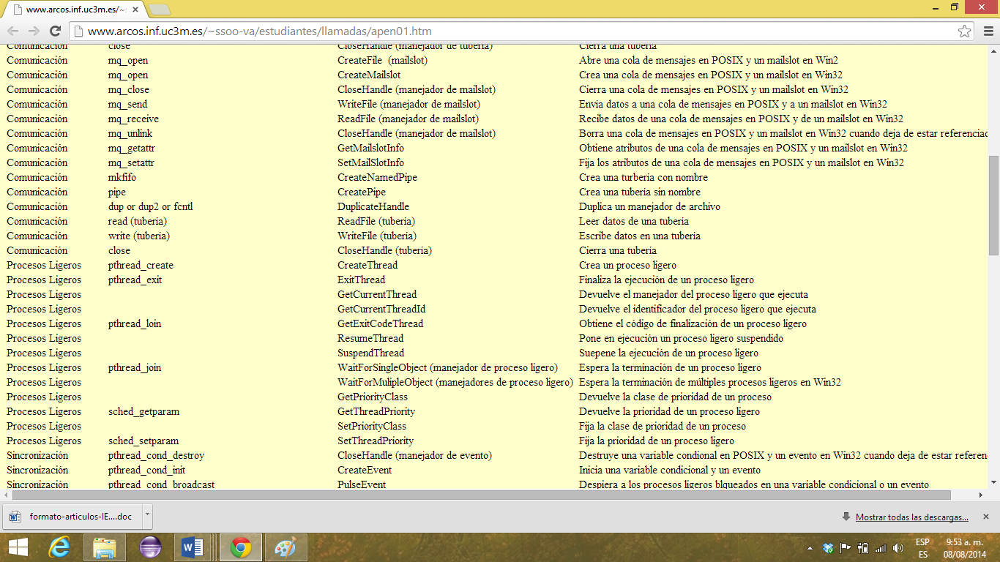 www.arcos.inf.uc3m.es/~s
www.arcos.inf.uc3m.es/~ssoo-va/estudiantes/llamadas/apen01.htm
Comunicación close CloseHandle (manejador de tuberia) Cierra una tuberia
Comunicación mq_open CreateFile (mailslot) Abre una cola de mensajes en POSIX y un mailslot en Win2
Comunicación mq_open CreateMailslot Crea una cola de mensajes en POSIX y un mailslot en Win32
Comunicación mq_close CloseHandle (manejador de mailslot) Cierra una cola de mensajes en POSIX y un mailslot en Win32
Comunicación mq_send WriteFile (manejador de mailslot) Envia datos a una cola de mensajes en POSIX y a un mailslot en Win32
Comunicación mq_receive ReadFile (manejador de mailslot) Recibe datos de una cola de mensajes en POSIX y de un mailslot en Win32
Comunicación mq_unlink CloseHandle (manejador de mailslot) Borra una cola de mensajes en POSIX y un mailslot en Win32 cuando deja de estar referenciad
Comunicación mq_getattr GetMailslotInfo Obtiene atributos de una cola de mensajes en POSIX y un mailslot en Win32
Comunicación mq_setattr SetMailSlotInfo Fija los atributos de una cola de mensajes en POSIX y un mailslot en Win32
Comunicación mkfifo CreateNamedPipe Crea una turberia con nombre
Comunicación pipe CreatePipe Crea una tuberia sin nombre
Comunicación dup or dup2 or fcntl DuplicateHandle Duplica un manejador de archivo
Comunicación read (tuberia) ReadFile (tuberia) Leer datos de una tuberia
Comunicación write (tuberia) WriteFile (tuberia) Escribe datos en una tuberia
Comunicación close CloseHandle (tuberia) Cierra una tuberia
Procesos Ligeros pthread_create CreateThread Crea un proceso ligero
Procesos Ligeros pthread_exit ExitThread Finaliza la ejecución de un proceso ligero
Procesos Ligeros GetCurrentThread Devuelve el manejador del proceso ligero que ejecuta
Procesos Ligeros GetCurrentThreadId Devuelve el identificador del proceso ligero que ejecuta
Procesos Ligeros pthread_loin GetExitCodeThread Obtiene el código de finalización de un proceso ligero
Procesos Ligeros ResumeThread Pone en ejecución un proceso ligero suspendido
Procesos Ligeros SuspendThread Suepene la ejecución de un proceso ligero
Procesos Ligeros pthread_join WaitForSingleObject (manejador de proceso ligero) Espera la terminación de un proceso ligero
Procesos Ligeros WaitForMulipleObject (manejadores de proceso ligero) Espera la terminación de múltiples procesos ligeros en Win32
Procesos Ligeros GetPriorityClass Devuelve la clase de prioridad de un proceso
Procesos Ligeros sched_getparam GetThreadPriority Devuelve la prioridad de un proceso ligero
Procesos Ligeros SetPriorityClass Fija la clase de prioridad de un proceso
Procesos Ligeros sched_setparam SetThreadPriority Fija la prioridad de un proceso ligero
Sincronización pthread_cond_destroy CloseHandle (manejador de evento) Destruye una variable condional en POSIX y un evento en Win32 cuando deja de estar referen
Sincronización pthread_cond_init CreateEvent Inicia una variable condicional y un evento
Sincronización pthread_cond_broadcast PulseEvent Despiera a los procesos ligeros blqueados en una variable condicional o un evento
formato-articulos-IE....doc Mostrar todas las descargas...
ESP 9:53 a. m.
ES 08/08/2014